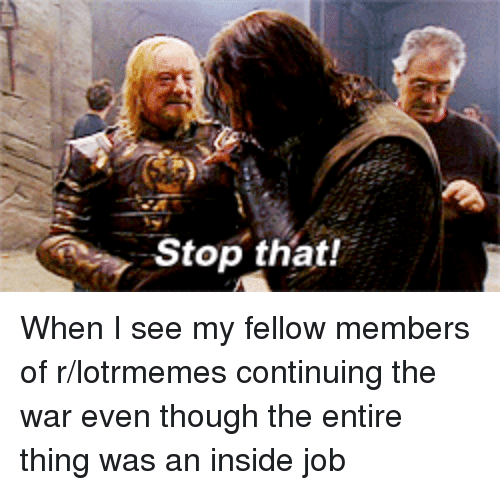 Stop that!
When I see my fellow members
of r/lotrmemes continuing the
war even though the entire
thing was an inside job